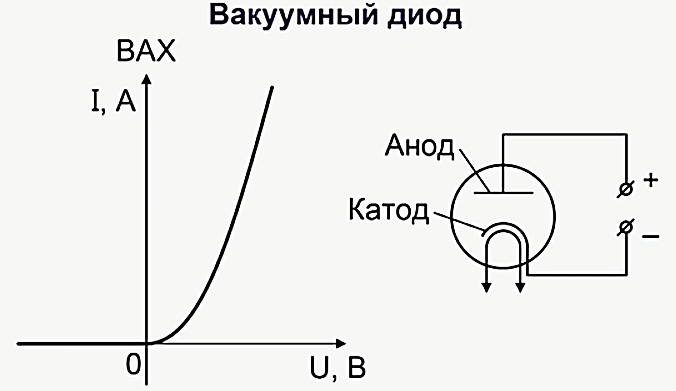 Вакуумный диод
ВАХ
I, А
0
U, В
Анод
Катод
+
–